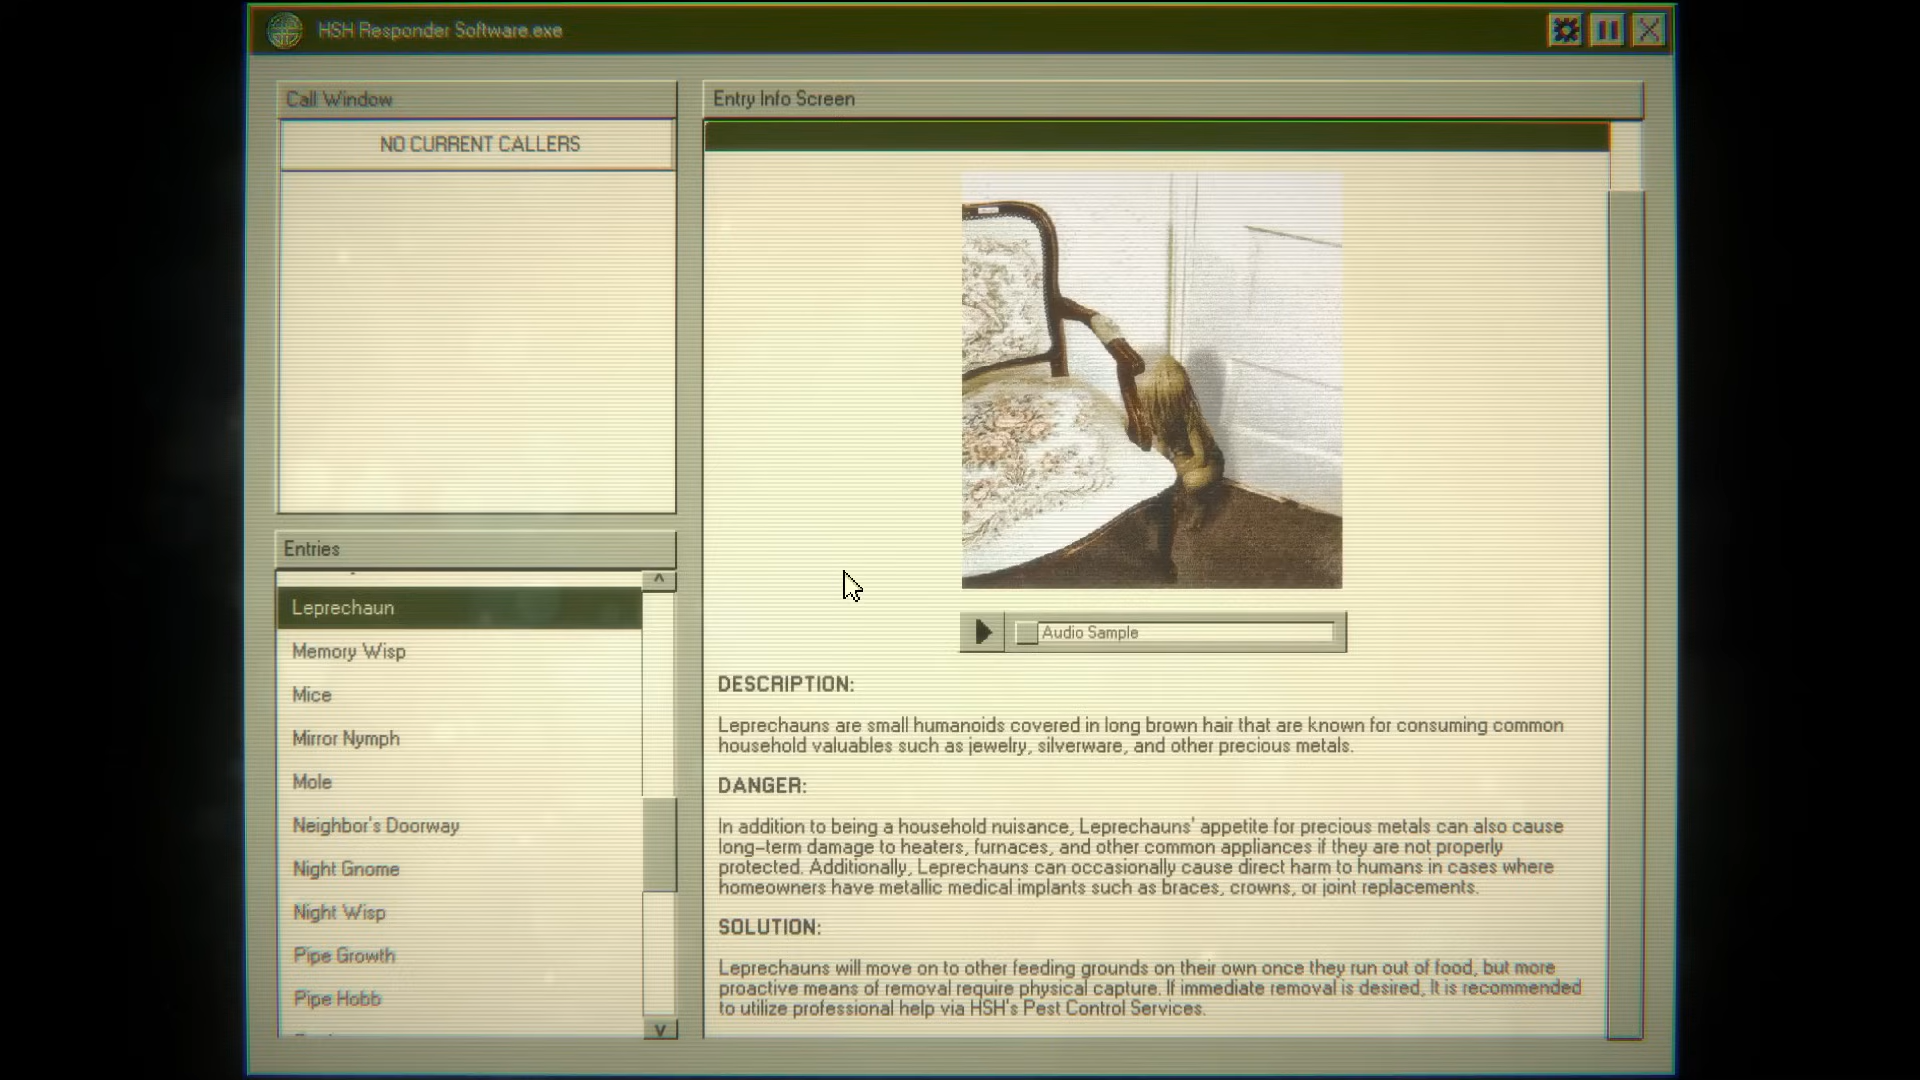 HSH Responder Software.exe
Call Window
NO CURRENT CALLERS
Entries
Leprechaun
Memory Wisp
Mice
Mirror Nymph
Mole
Neighbor's Doorway
Night Gnome
Night Wisp
Pipe Growth
Pipe Hobb
Entry Info Screen
Audio Sample
DESCRIPTION:
Leprechauns are small humanoids covered in long brown hair that are known for consuming common
household valuables such as jewelry, silverware, and other precious metals.
DANGER:
In addition to being a household nuisance, Leprechauns' appetite for precious metals can also cause
long-term damage to heaters, furnaces, and other common appliances if they are not properly
protected. Additionally, Leprechauns can occasionally cause direct harm to humans in cases where
homeowners have metallic medical implants such as braces, crowns, or joint replacements.
SOLUTION:
Leprechauns will move on to other feeding grounds on their own once they run out of food, but more
proactive means of removal require physical capture. If immediate removal is desired, It is recommended
to utilize professional help via HSH's Pest Control Services.